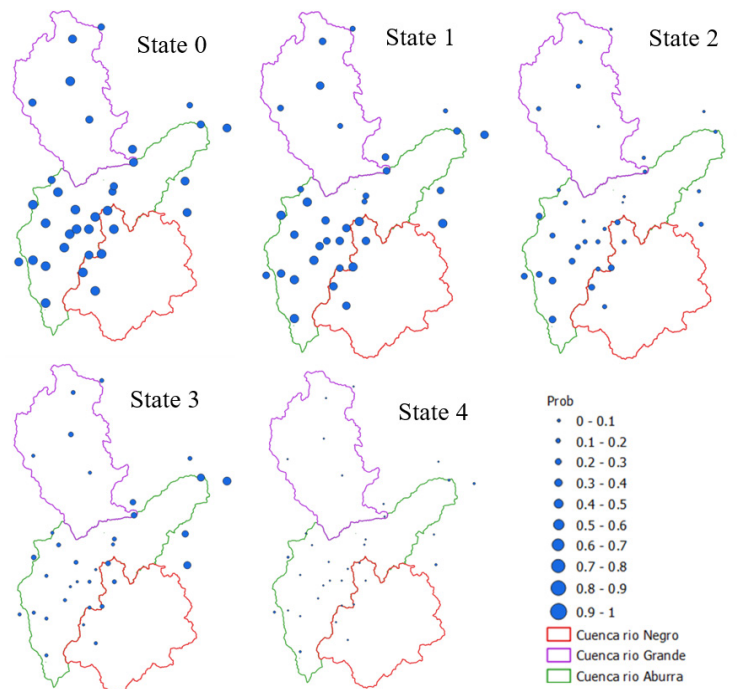 State 0
State 1
State 2
State 3
State 4
Prob
0 - 0.1
0.1 - 0.2
0.2 - 0.3
0.3 - 0.4
0.4 - 0.5
0.5 - 0.6
0.6 - 0.7
0.7 - 0.8
0.8 - 0.9
0.9 - 1
Cuenca rio Negro
Cuenca rio Grande
Cuenca rio Aburra